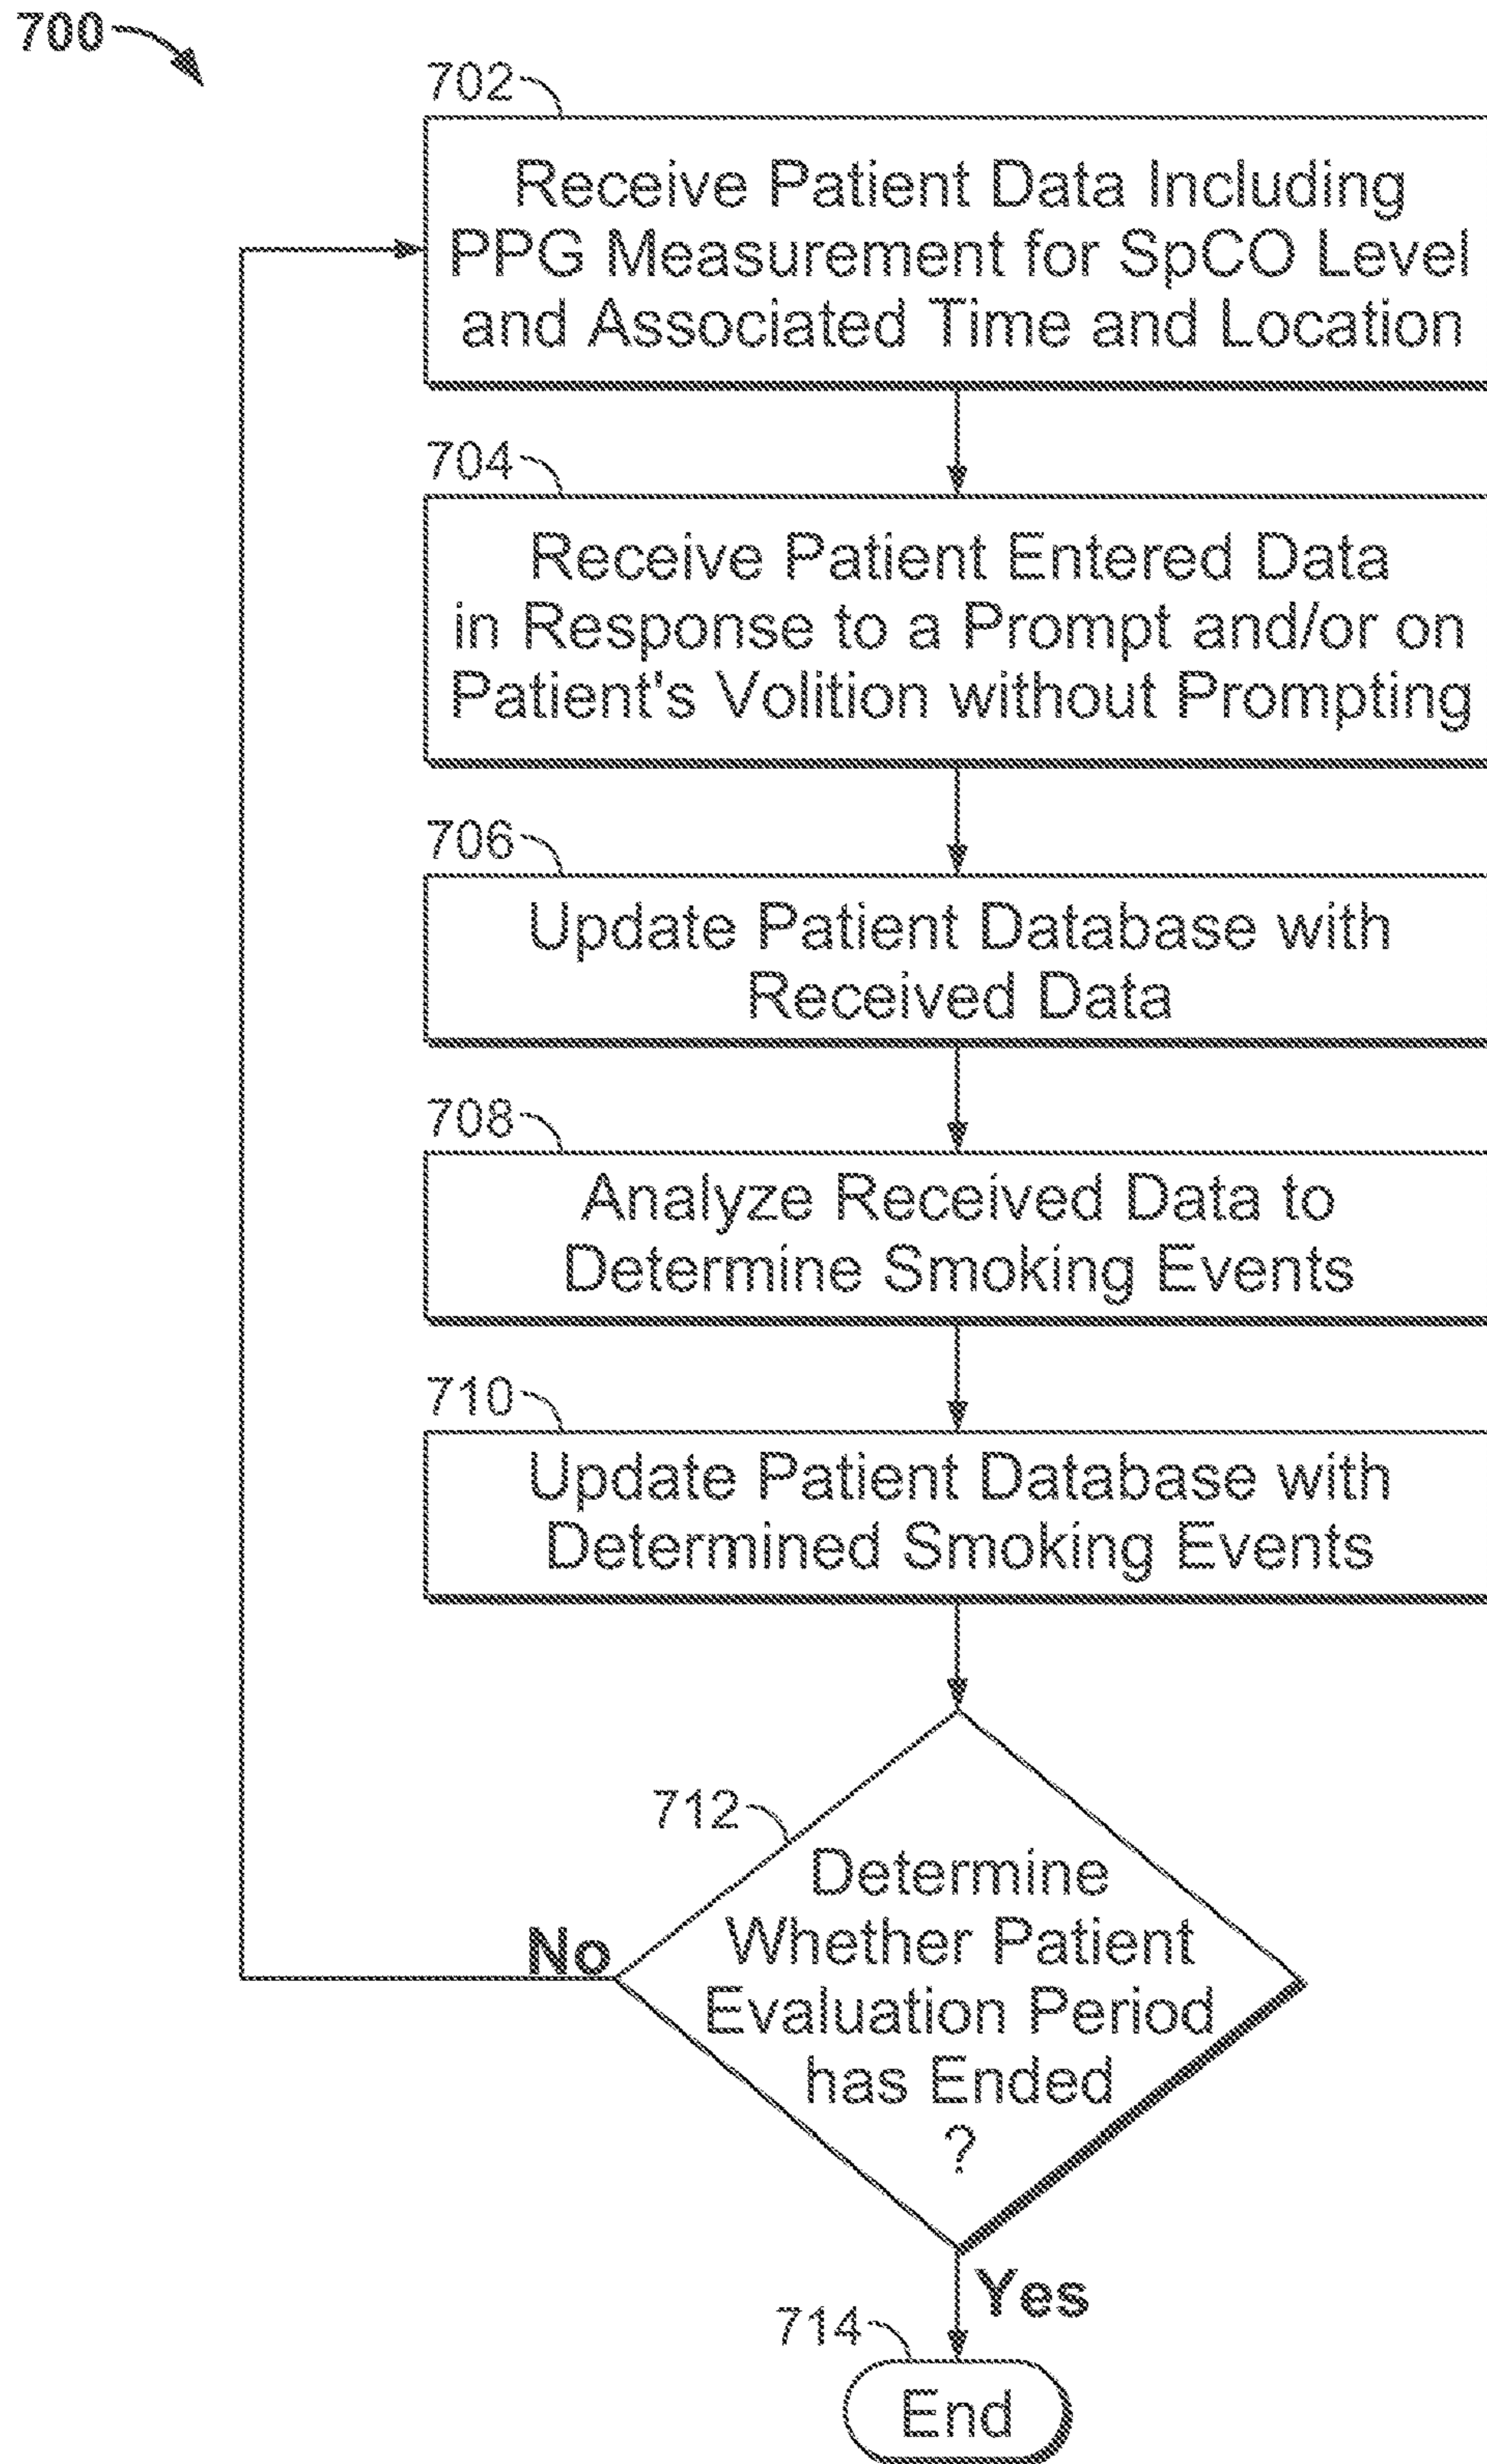 700
702
Receive Patient Data Including
PPG Measurement for SpCO Level
and Associated Time and Location
704
Receive Patient Entered Data
in Response to a Prompt and/or on
Patient's Volition without Prompting
706
Update Patient Database with
Received Data
708
Analyze Received Data to
Determine Smoking Events
710
Update Patient Database with
Determined Smoking Events
712
Determine
Whether Patient
Evaluation Period
has Ended
?
No
Yes
714
End